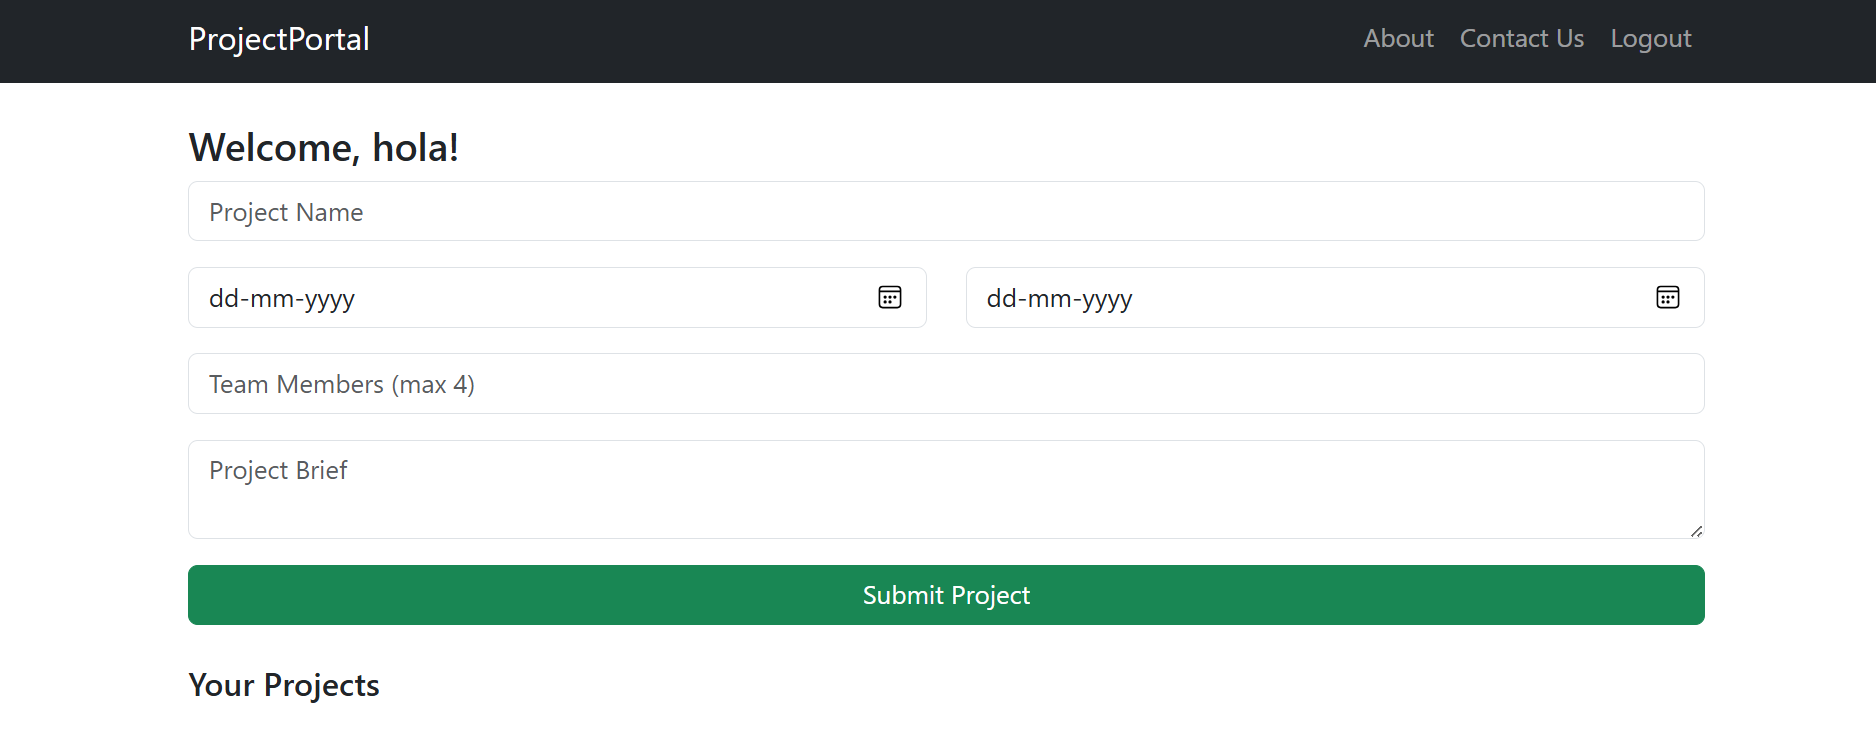 ProjectPortal About Contact Us Logout
Welcome, hola!
Project Name
dd-mm-yyyy dd-mm-yyyy
Team Members (max 4)
Project Brief
Submit Project
Your Projects